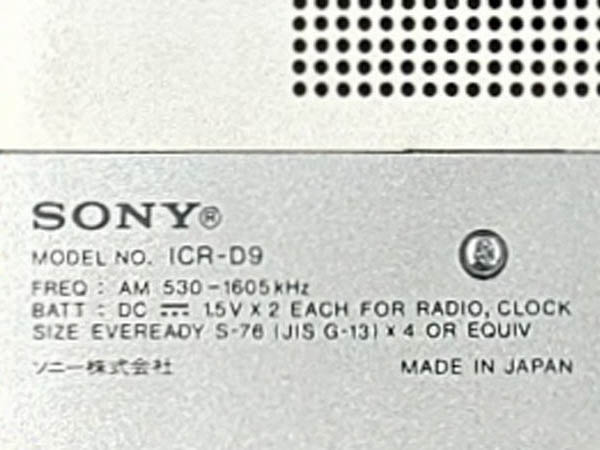 SONY®
MODEL NO. ICR-D9
FREQ : AM 530-1605 kHz
BATT : DC ⎓ 1.5V X 2 EACH FOR RADIO, CLOCK
SIZE EVEREADY S-76 (JIS G-13) x 4 OR EQUIV
ソニー株式会社
MADE IN JAPAN